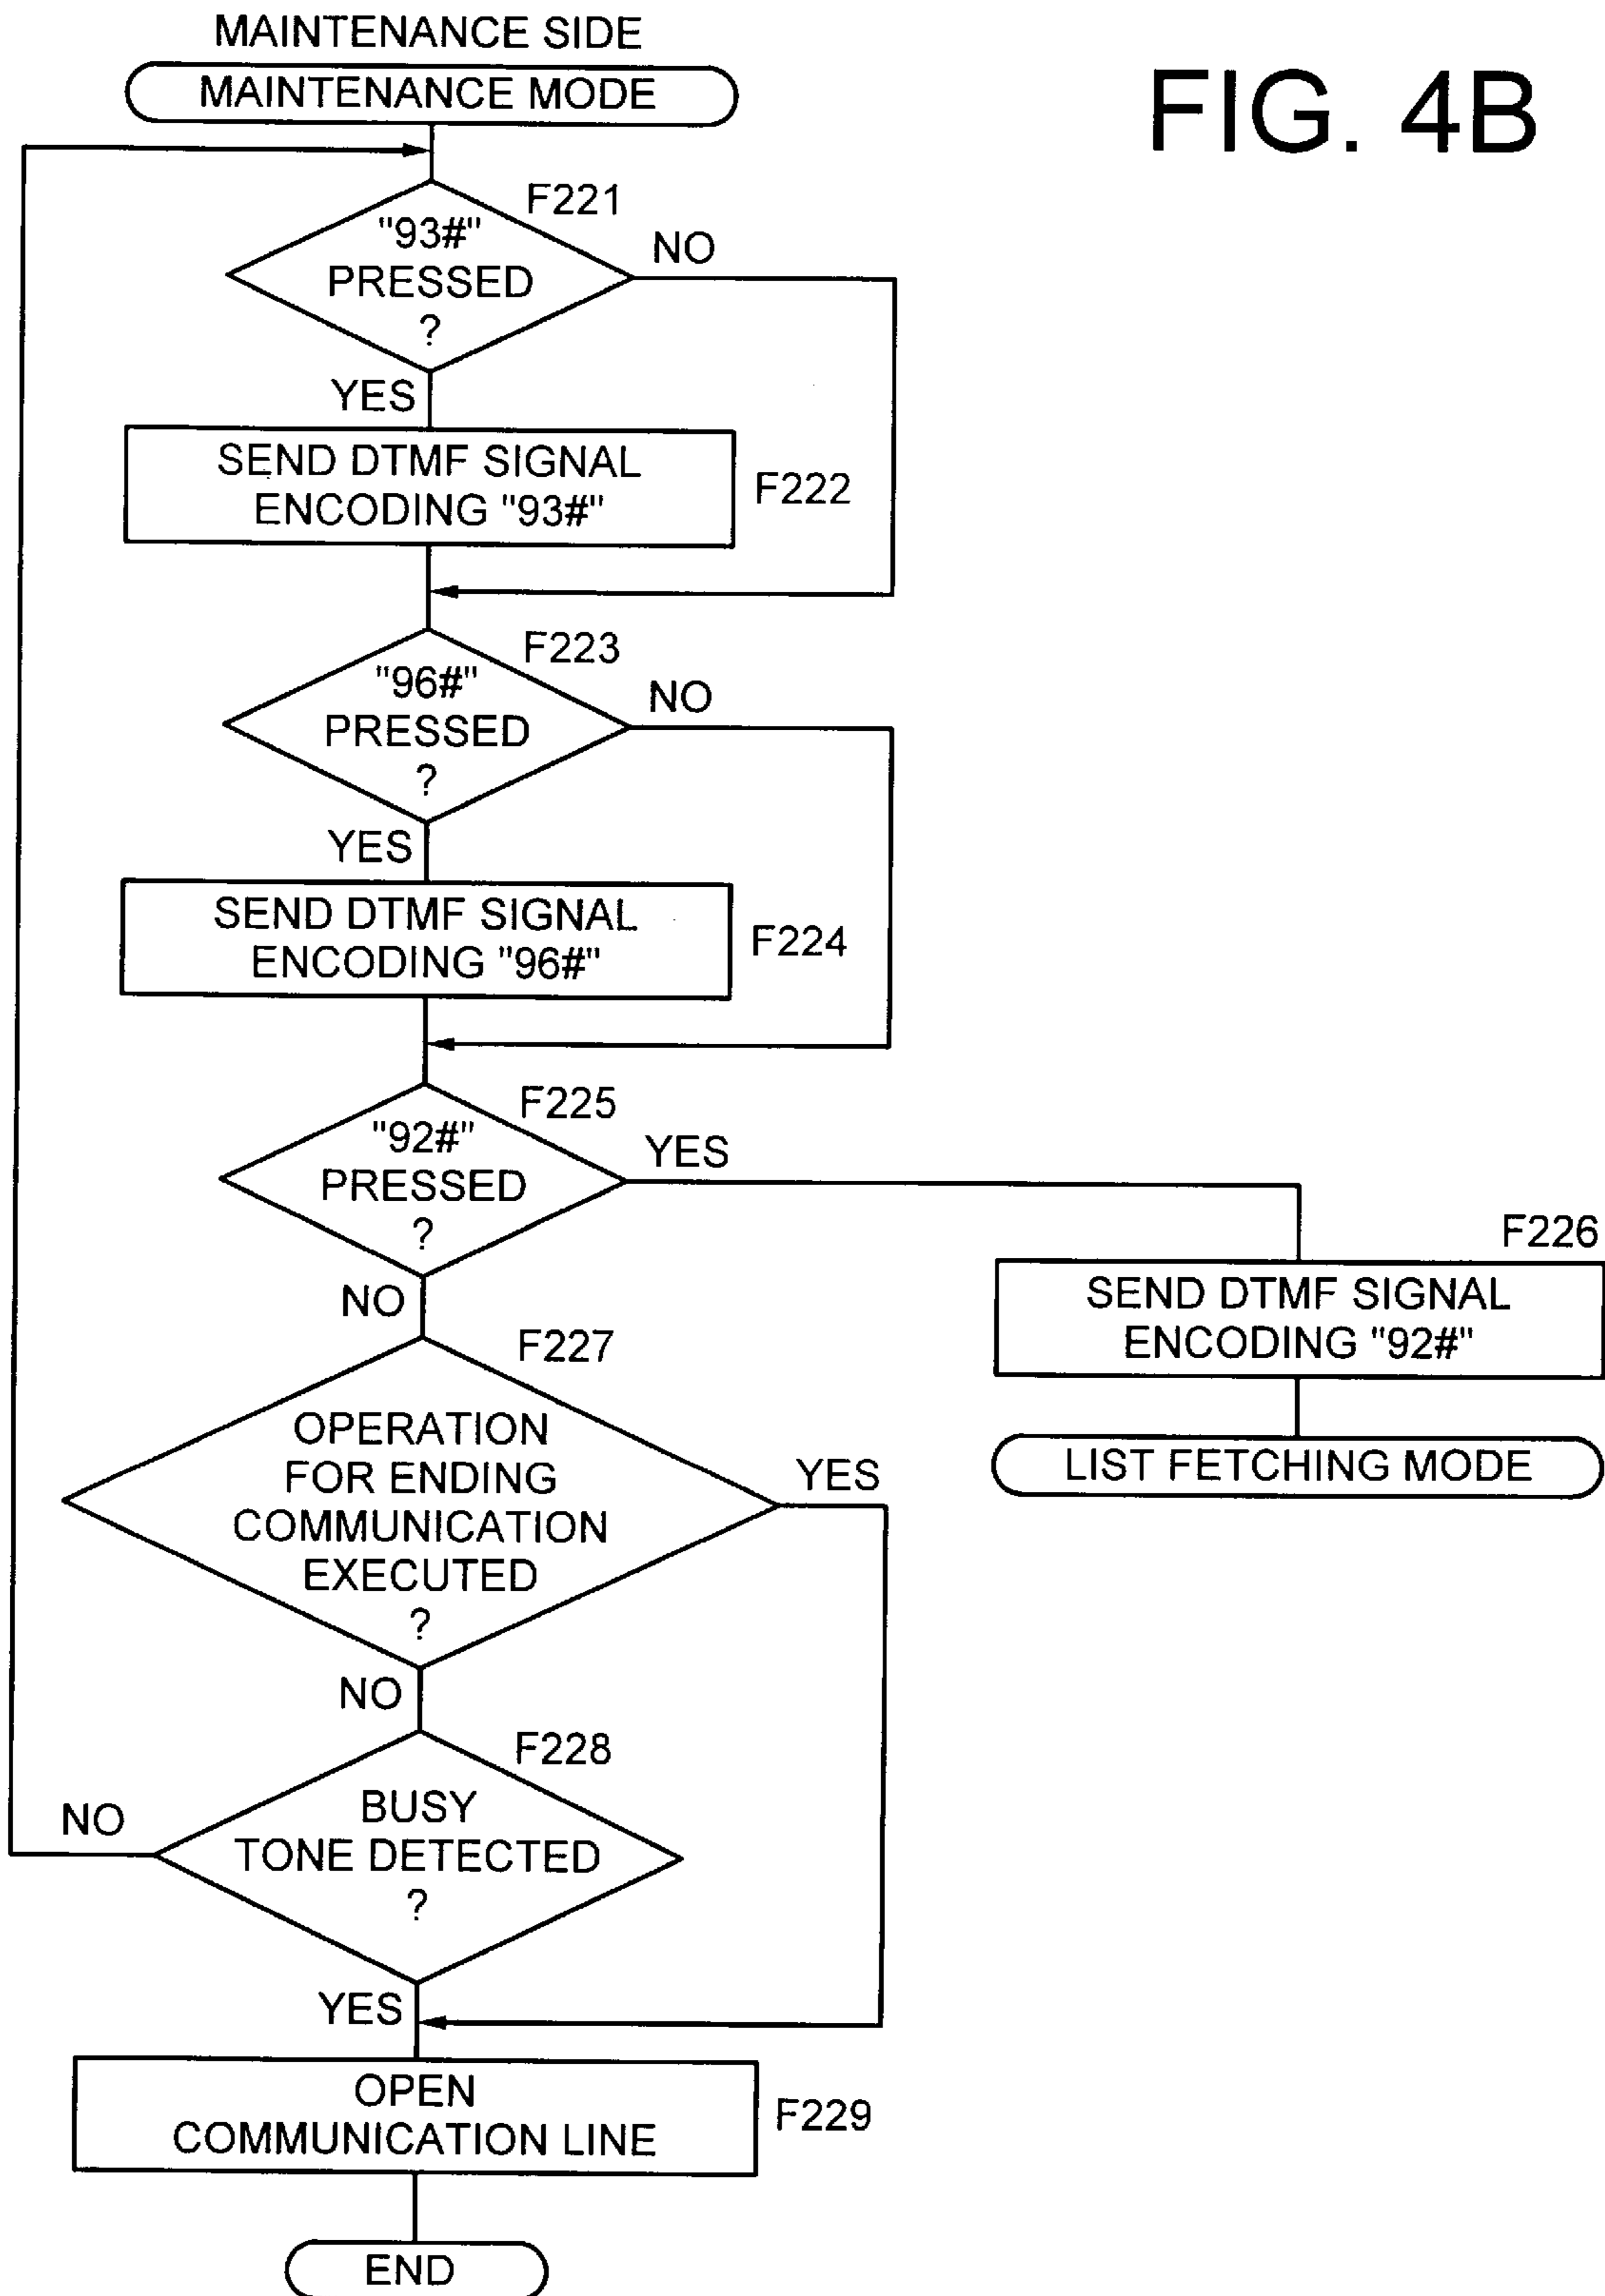 MAINTENANCE SIDE
MAINTENANCE MODE
FIG. 4B
F221
"93#"
PRESSED
?
NO
YES
SEND DTMF SIGNAL
ENCODING "93#"
F222
F223
"96#"
PRESSED
?
NO
YES
SEND DTMF SIGNAL
ENCODING "96#"
F224
F225
"92#"
PRESSED
?
YES
NO
F226
SEND DTMF SIGNAL
ENCODING "92#"
LIST FETCHING MODE
F227
OPERATION
FOR ENDING
COMMUNICATION
EXECUTED
?
YES
NO
F228
BUSY
TONE DETECTED
?
NO
YES
OPEN
COMMUNICATION LINE
F229
END